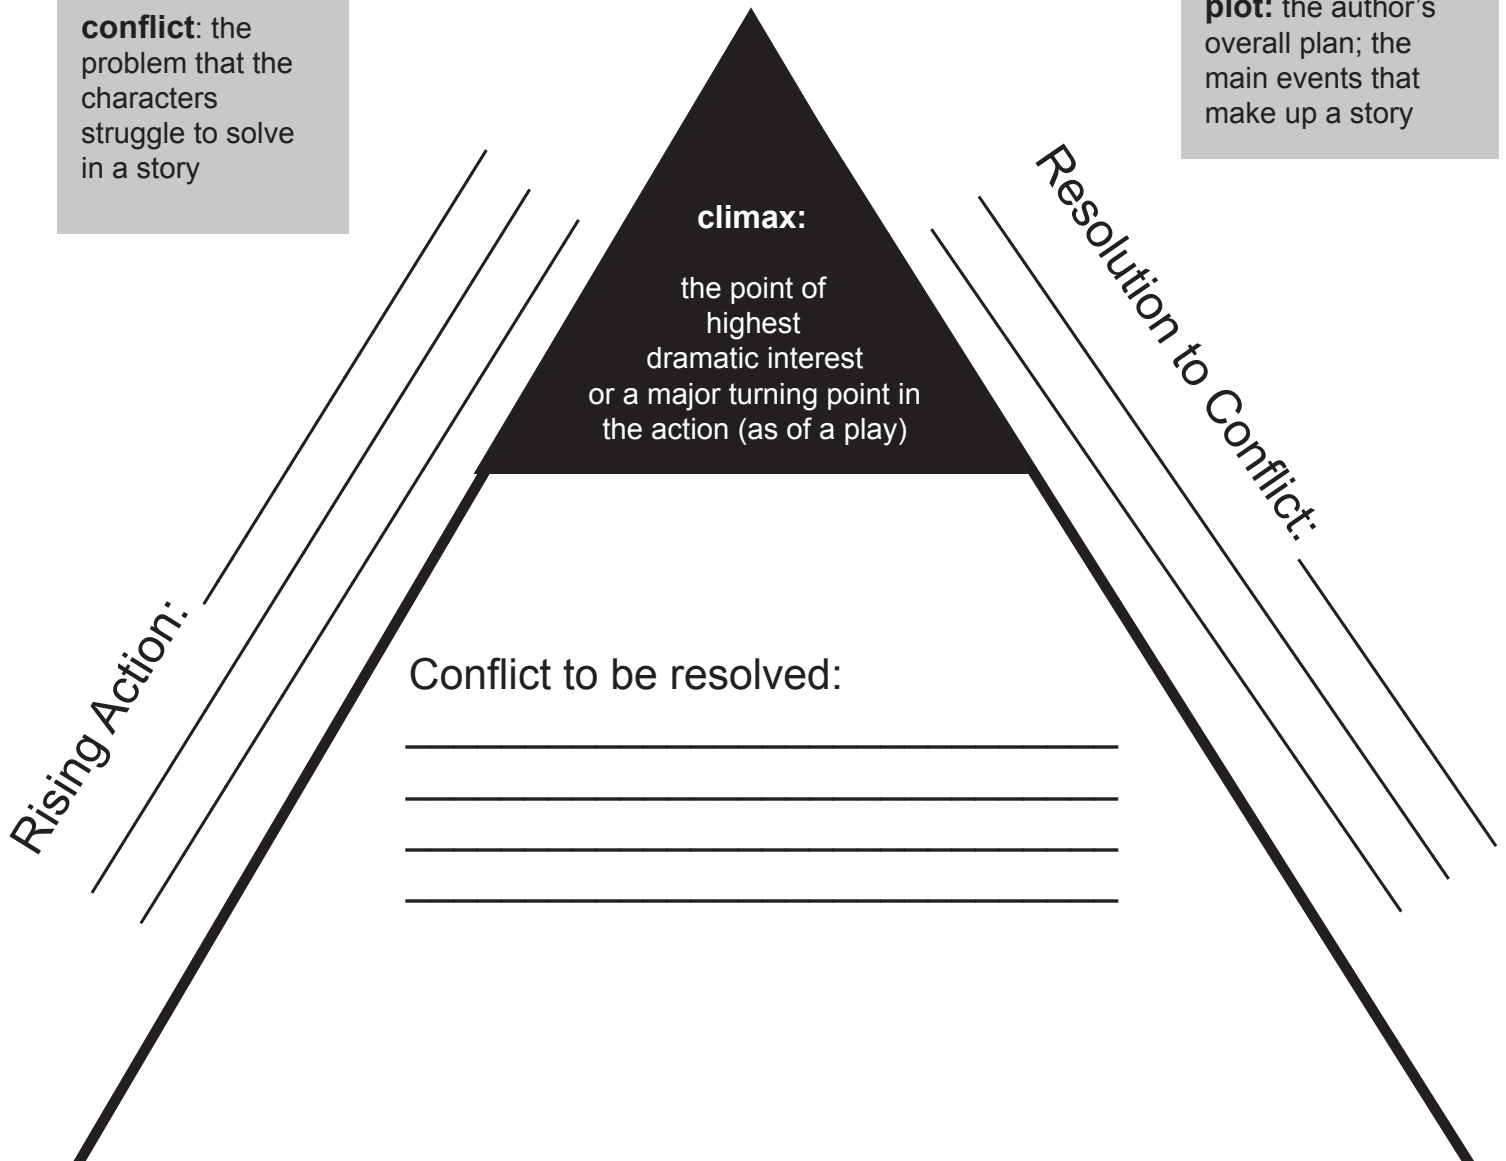 conflict: the
problem that the
characters
struggle to solve
in a story
plot: the author's
overall plan; the
main events that
make up a story
climax:
the point of
highest
dramatic interest
or a major turning point in
the action (as of a play)
Rising Action:
Resolution to Conflict:
Conflict to be resolved: